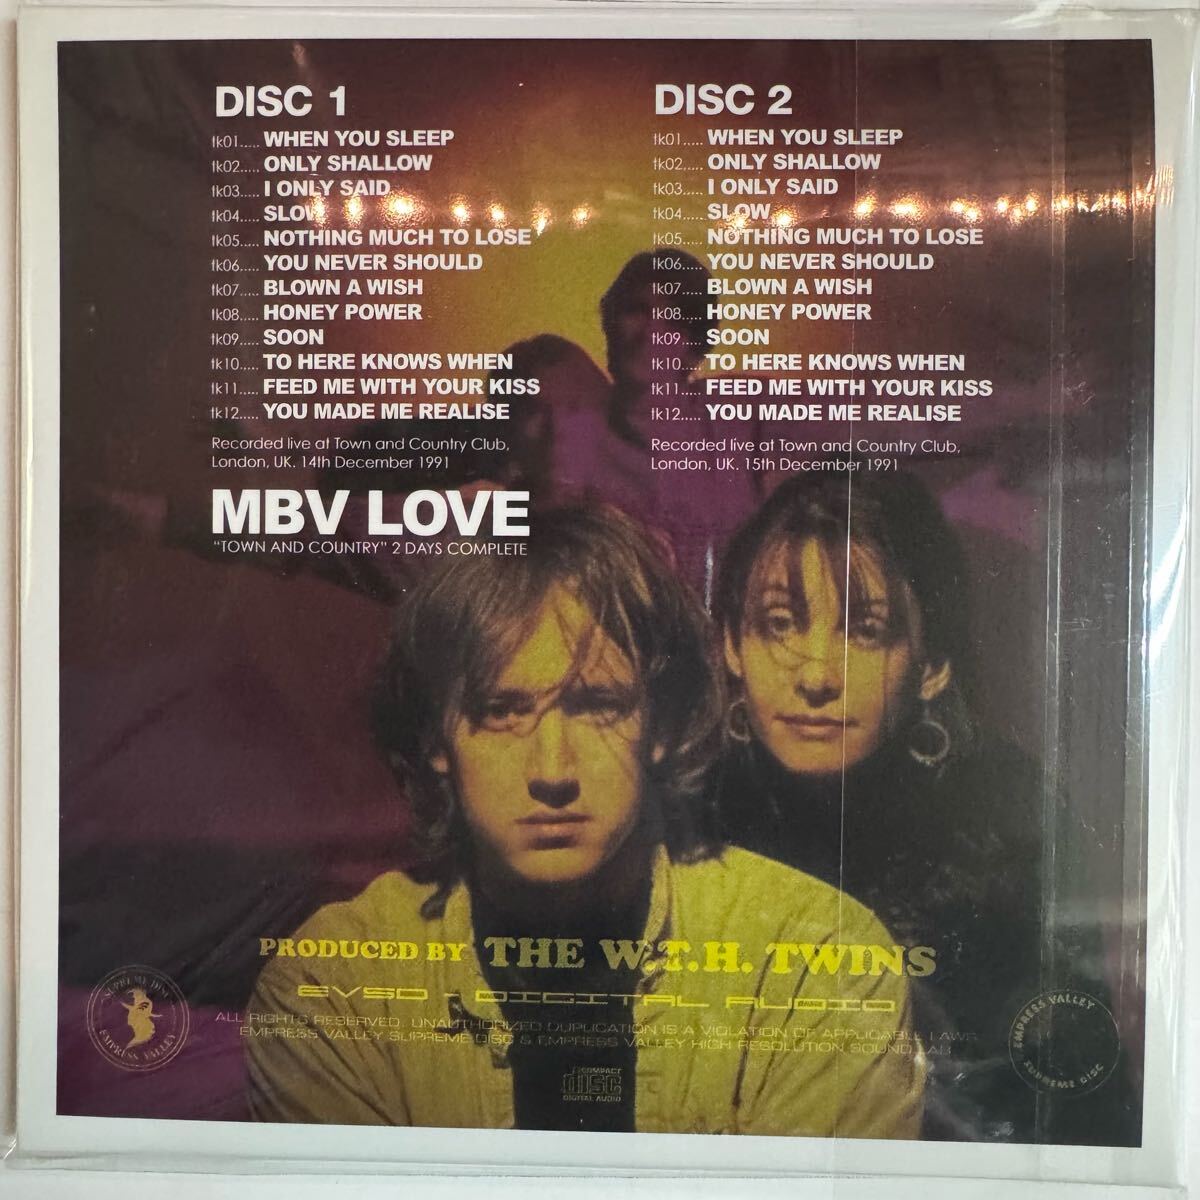 DISC 1
tk01..... WHEN YOU SLEEP
tk02..... ONLY SHALLOW
tk03..... I ONLY SAID
tk04..... SLOW
tk05..... NOTHING MUCH TO LOSE
tk06..... YOU NEVER SHOULD
tk07..... BLOWN A WISH
tk08..... HONEY POWER
tk09..... SOON
tk10..... TO HERE KNOWS WHEN
tk11..... FEED ME WITH YOUR KISS
tk12..... YOU MADE ME REALISE
Recorded live at Town and Country Club,
London, UK. 14th December 1991
DISC 2
tk01..... WHEN YOU SLEEP
tk02..... ONLY SHALLOW
tk03..... I ONLY SAID
tk04..... SLOW
tk05..... NOTHING MUCH TO LOSE
tk06..... YOU NEVER SHOULD
tk07..... BLOWN A WISH
tk08..... HONEY POWER
tk09..... SOON
tk10..... TO HERE KNOWS WHEN
tk11..... FEED ME WITH YOUR KISS
tk12..... YOU MADE ME REALISE
Recorded live at Town and Country Club,
London, UK. 15th December 1991
MBV LOVE
"TOWN AND COUNTRY" 2 DAYS COMPLETE
PRODUCED BY THE W.T.H. TWINS
EVSD - DIGITAL AUDIO
ALL RIGHTS RESERVED. UNAUTHORIZED DUPLICATION IS A VIOLATION OF APPLICABLE LAWS
EMPRESS VALLEY SUPREME DISC & EMPRESS VALLEY HIGH RESOLUTION SOUND LAB
SUPREME DISC
EMPRESS VALLEY
EMPRESS VALLEY
SUPREME DISC
COMPACT
disc
DIGITAL AUDIO